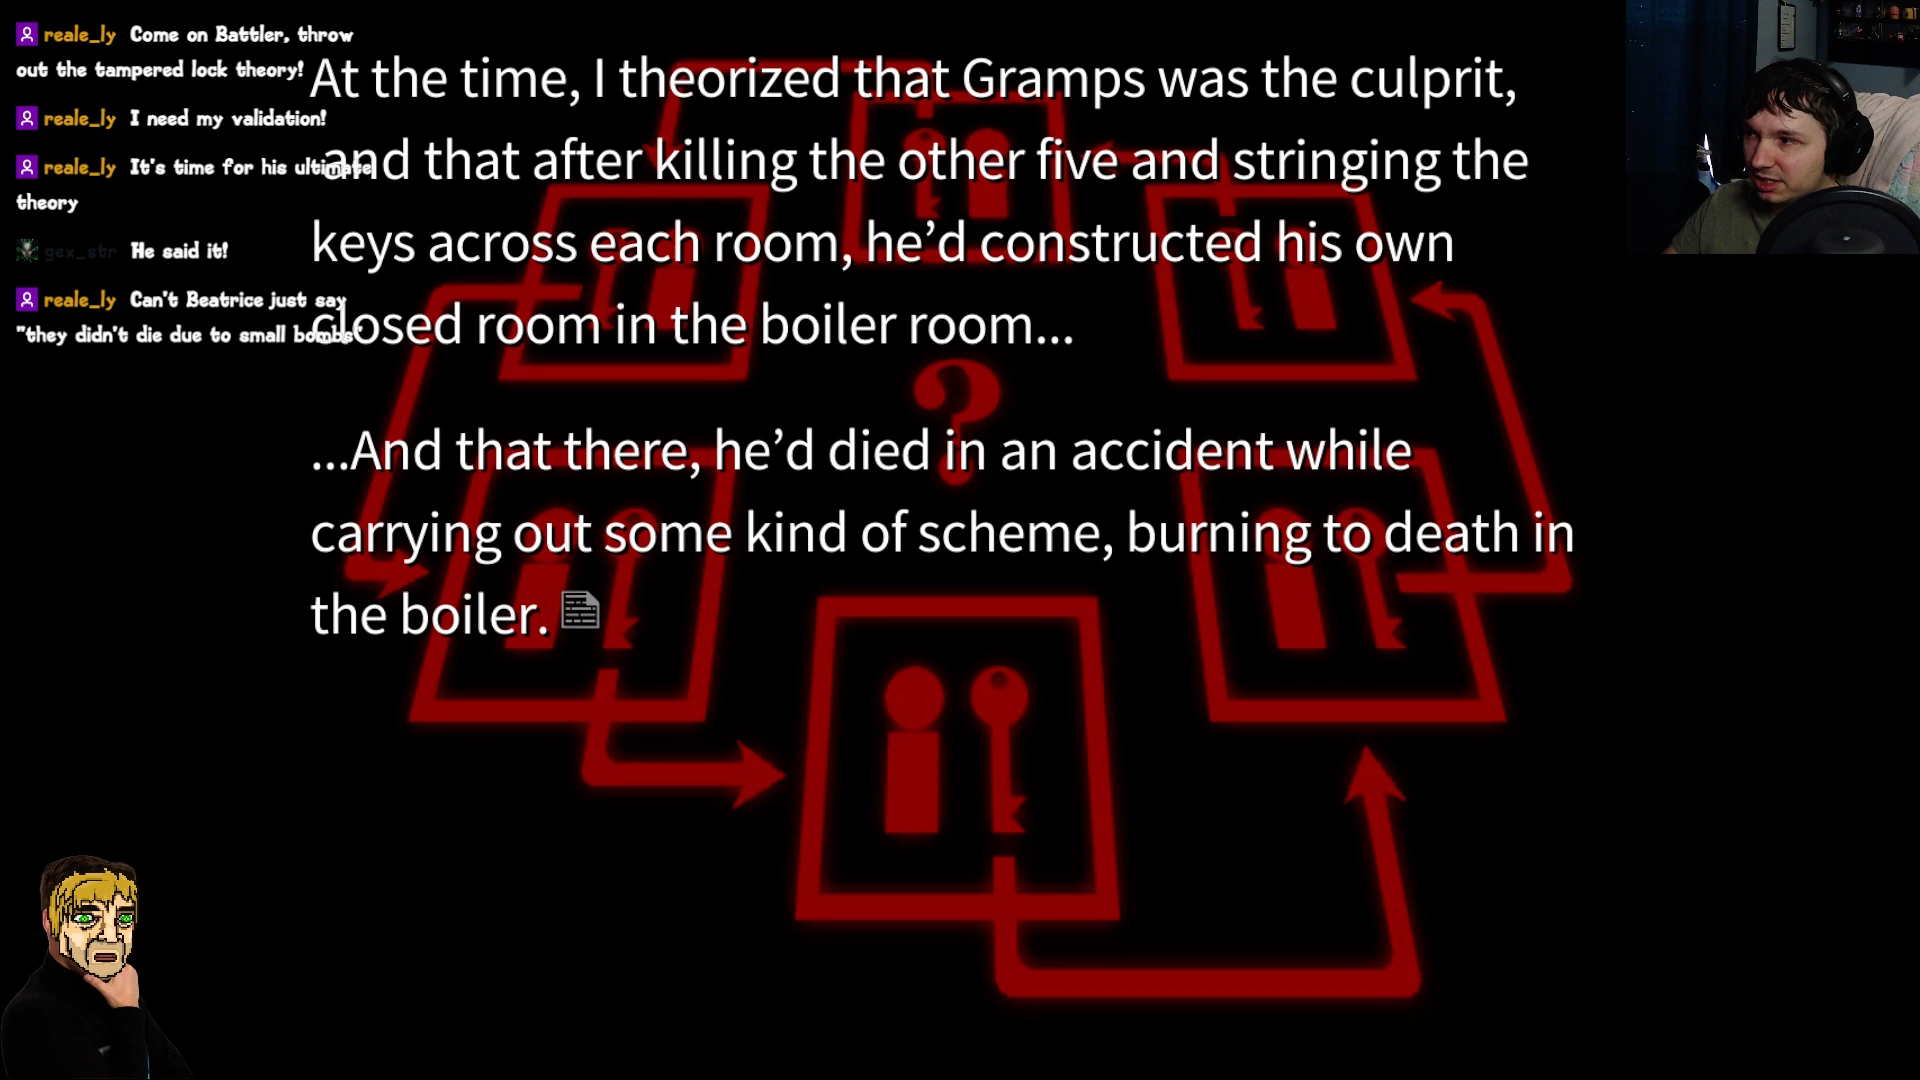 reale_ly Come on Battler, throw
out the tampered lock theory!
reale_ly I need my validation!
reale_ly It's time for his ultimate
theory
gex_str He said it!
reale_ly Can't Beatrice just say
"they didn't die due to small bombs"
At the time, I theorized that Gramps was the culprit,
and that after killing the other five and stringing the
keys across each room, he’d constructed his own
closed room in the boiler room...
...And that there, he’d died in an accident while
carrying out some kind of scheme, burning to death in
the boiler.
?